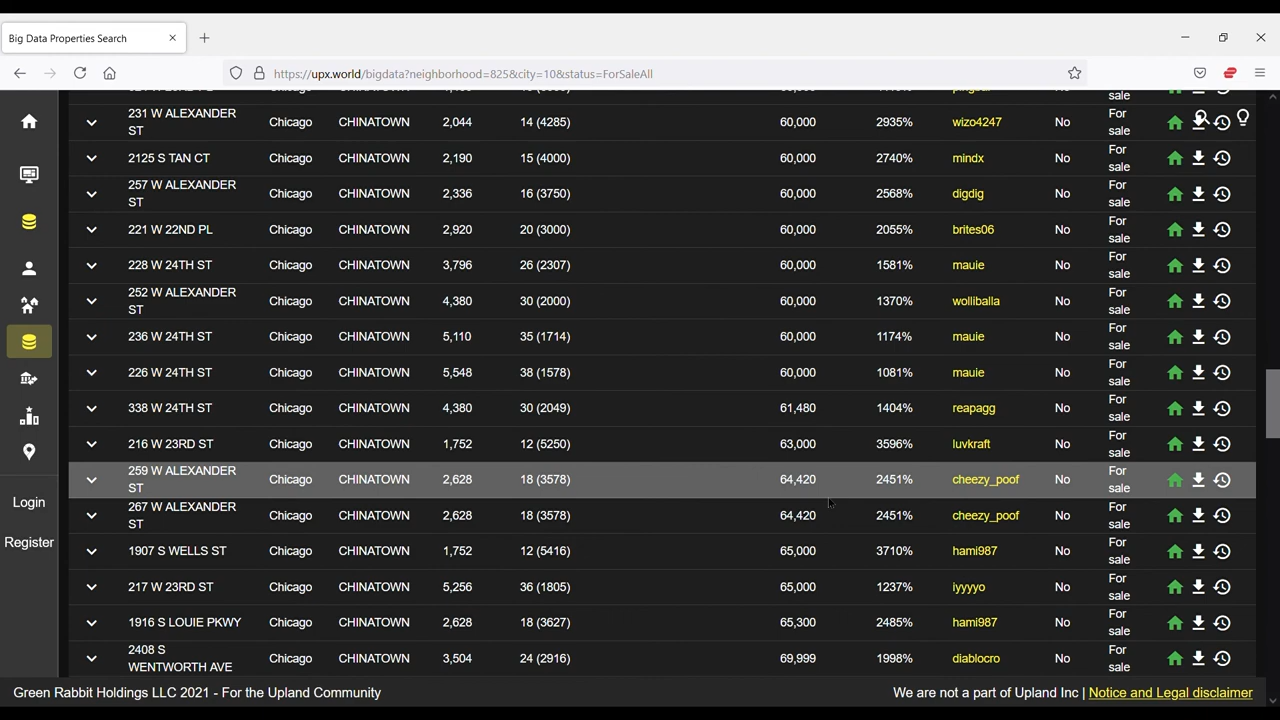 Big Data Properties Search
https://upx.world/bigdata?neighborhood=825&city=10&status=ForSaleAll
sale
231 W ALEXANDER ST Chicago CHINATOWN 2,044 14 (4285) 60,000 2935% wizo4247 No For sale
2125 S TAN CT Chicago CHINATOWN 2,190 15 (4000) 60,000 2740% mindx No For sale
257 W ALEXANDER ST Chicago CHINATOWN 2,336 16 (3750) 60,000 2568% digdig No For sale
221 W 22ND PL Chicago CHINATOWN 2,920 20 (3000) 60,000 2055% brites06 No For sale
228 W 24TH ST Chicago CHINATOWN 3,796 26 (2307) 60,000 1581% mauie No For sale
252 W ALEXANDER ST Chicago CHINATOWN 4,380 30 (2000) 60,000 1370% wolliballa No For sale
236 W 24TH ST Chicago CHINATOWN 5,110 35 (1714) 60,000 1174% mauie No For sale
226 W 24TH ST Chicago CHINATOWN 5,548 38 (1578) 60,000 1081% mauie No For sale
338 W 24TH ST Chicago CHINATOWN 4,380 30 (2049) 61,480 1404% reapagg No For sale
216 W 23RD ST Chicago CHINATOWN 1,752 12 (5250) 63,000 3596% luvkraft No For sale
259 W ALEXANDER ST Chicago CHINATOWN 2,628 18 (3578) 64,420 2451% cheezy_poof No For sale
267 W ALEXANDER ST Chicago CHINATOWN 2,628 18 (3578) 64,420 2451% cheezy_poof No For sale
1907 S WELLS ST Chicago CHINATOWN 1,752 12 (5416) 65,000 3710% hami987 No For sale
217 W 23RD ST Chicago CHINATOWN 5,256 36 (1805) 65,000 1237% iyyyyo No For sale
1916 S LOUIE PKWY Chicago CHINATOWN 2,628 18 (3627) 65,300 2485% hami987 No For sale
2408 S WENTWORTH AVE Chicago CHINATOWN 3,504 24 (2916) 69,999 1998% diablocro No For sale
Login
Register
Green Rabbit Holdings LLC 2021 - For the Upland Community
We are not a part of Upland Inc | Notice and Legal disclaimer